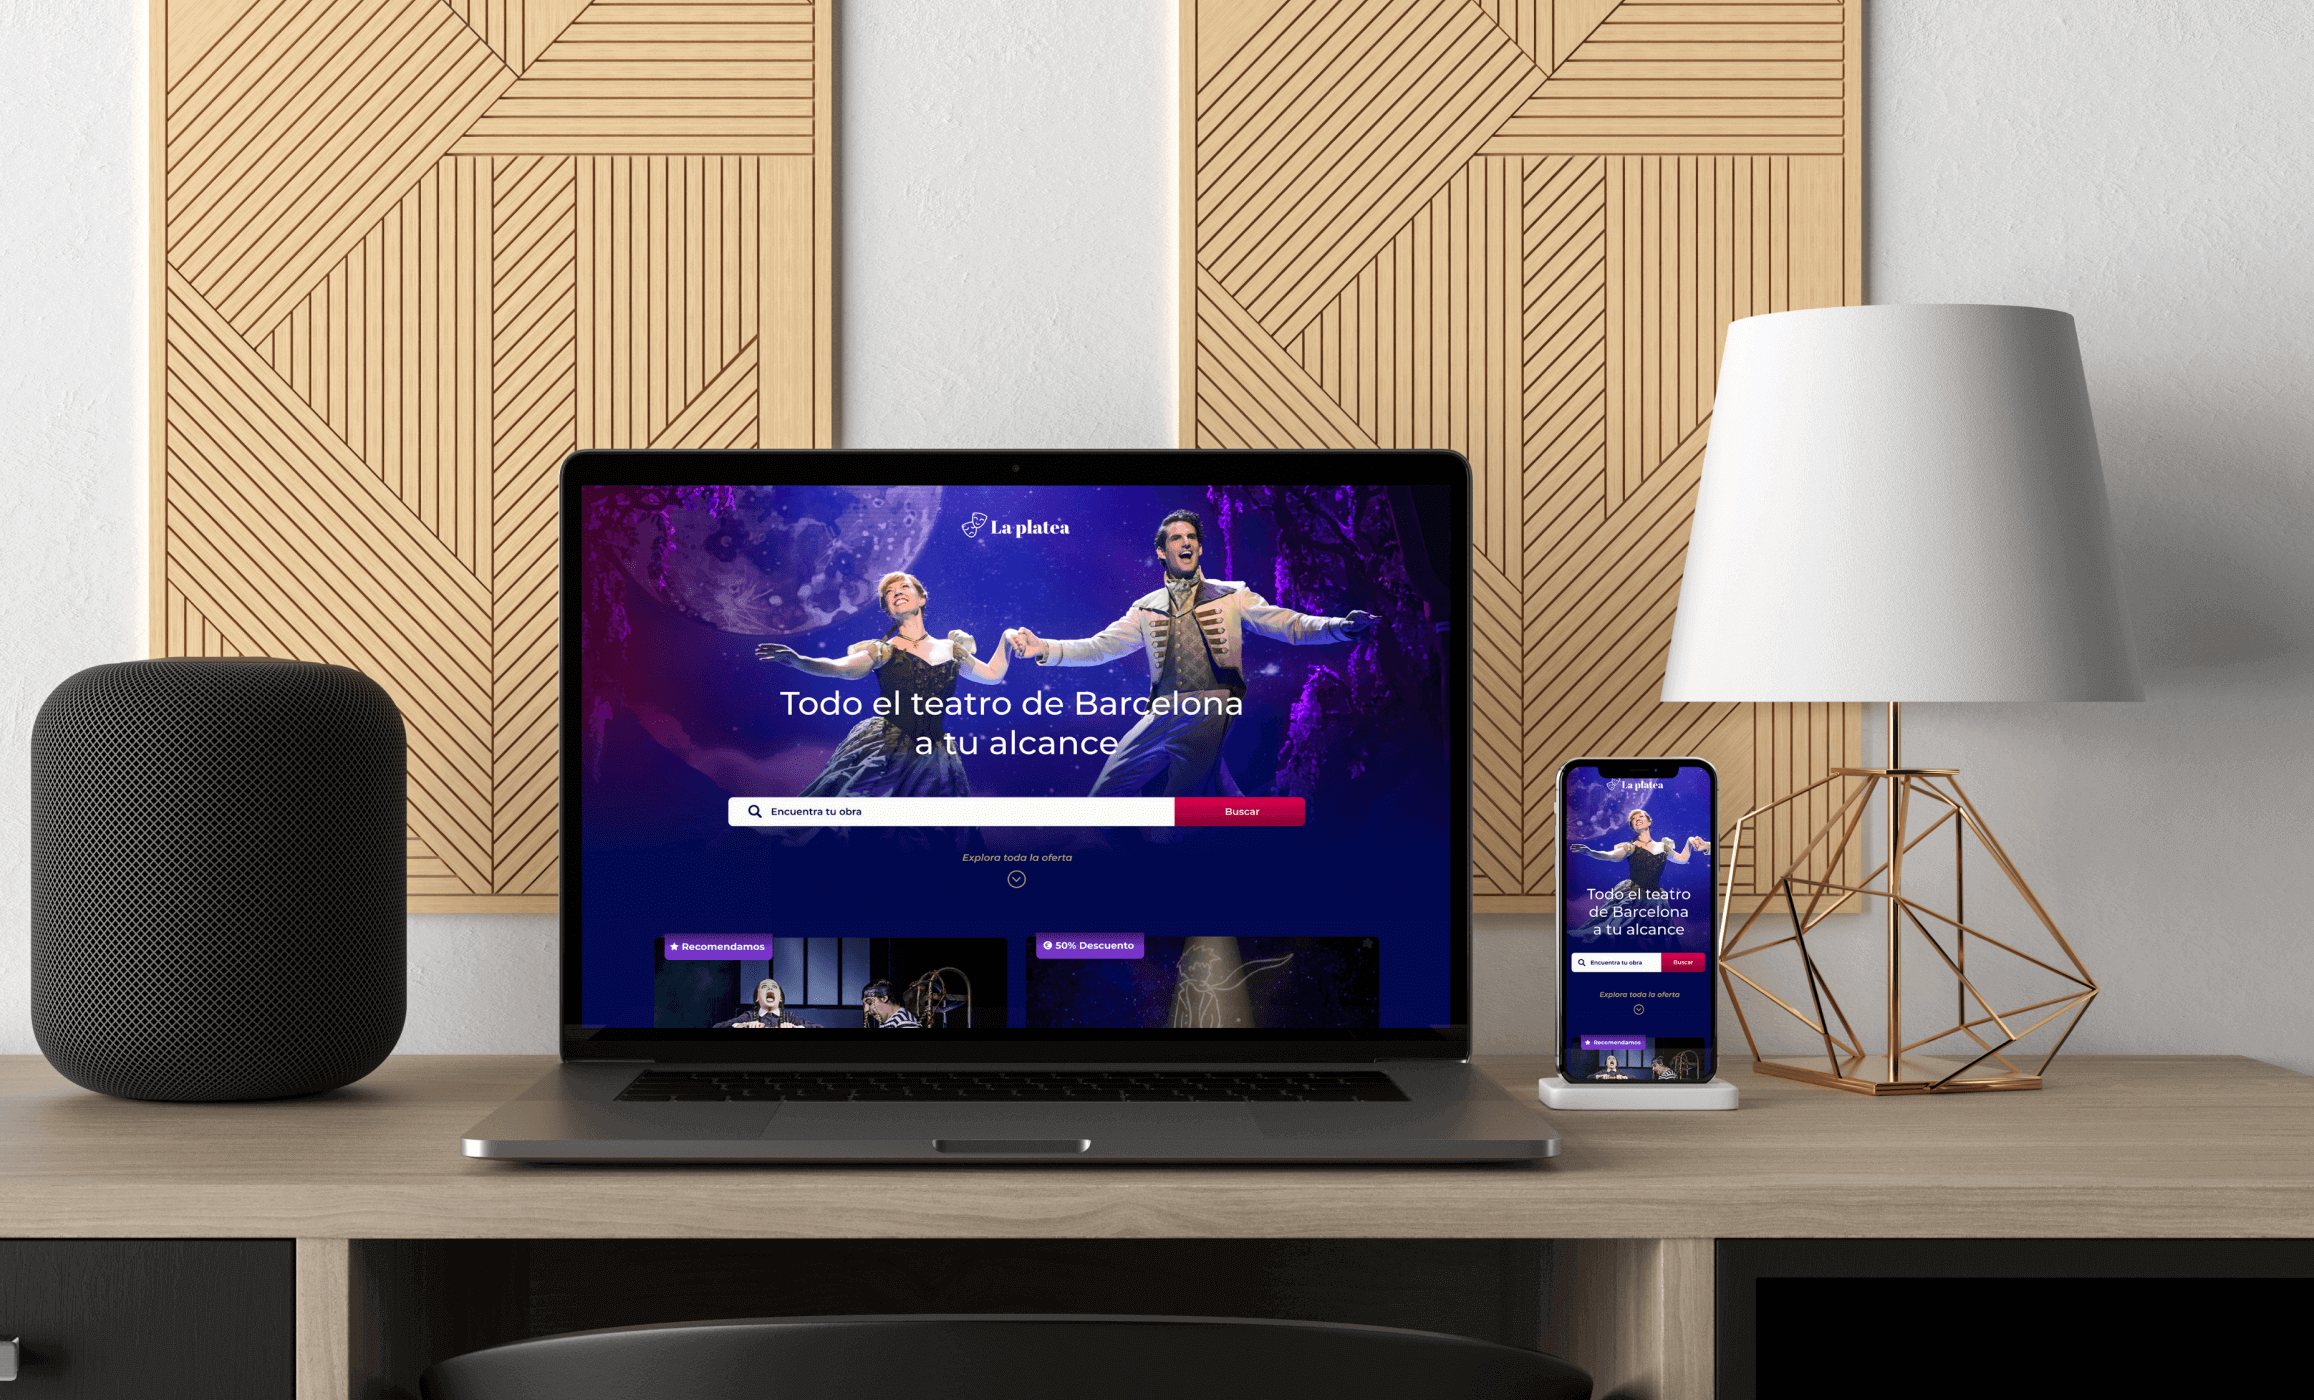 La platea
Todo el teatro de Barcelona
a tu alcance
Encuentra tu obra
Buscar
Explora toda la oferta
Recomendamos
50% Descuento
La platea
Todo el teatro
de Barcelona
a tu alcance
Encuentra tu obra
Buscar
Explora toda la oferta
Recomendamos